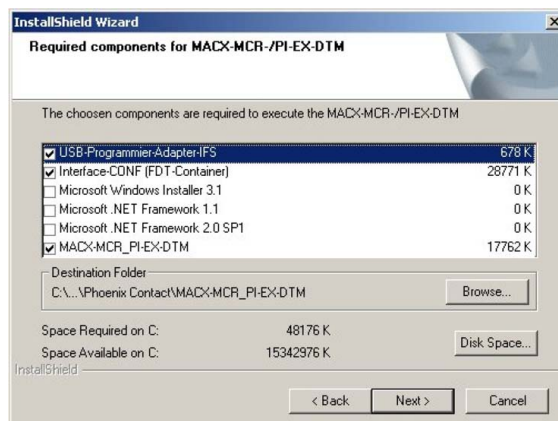 InstallShield Wizard
Required components for MACX-MCR-/PI-EX-DTM
The choosen components are required to execute the MACX-MCR-/PI-EX-DTM
USB-Programmier-Adapter-IFS 678 K
Interface-CONF (FDT-Container) 28771 K
Microsoft Windows Installer 3.1 0 K
Microsoft .NET Framework 1.1 0 K
Microsoft .NET Framework 2.0 SP1 0 K
MACX-MCR_PI-EX-DTM 17762 K
Destination Folder
C:\...\Phoenix Contact\MACX-MCR_PI-EX-DTM
Browse...
Space Required on C: 48176 K
Space Available on C: 15342976 K
Disk Space...
InstallShield
< Back Next > Cancel